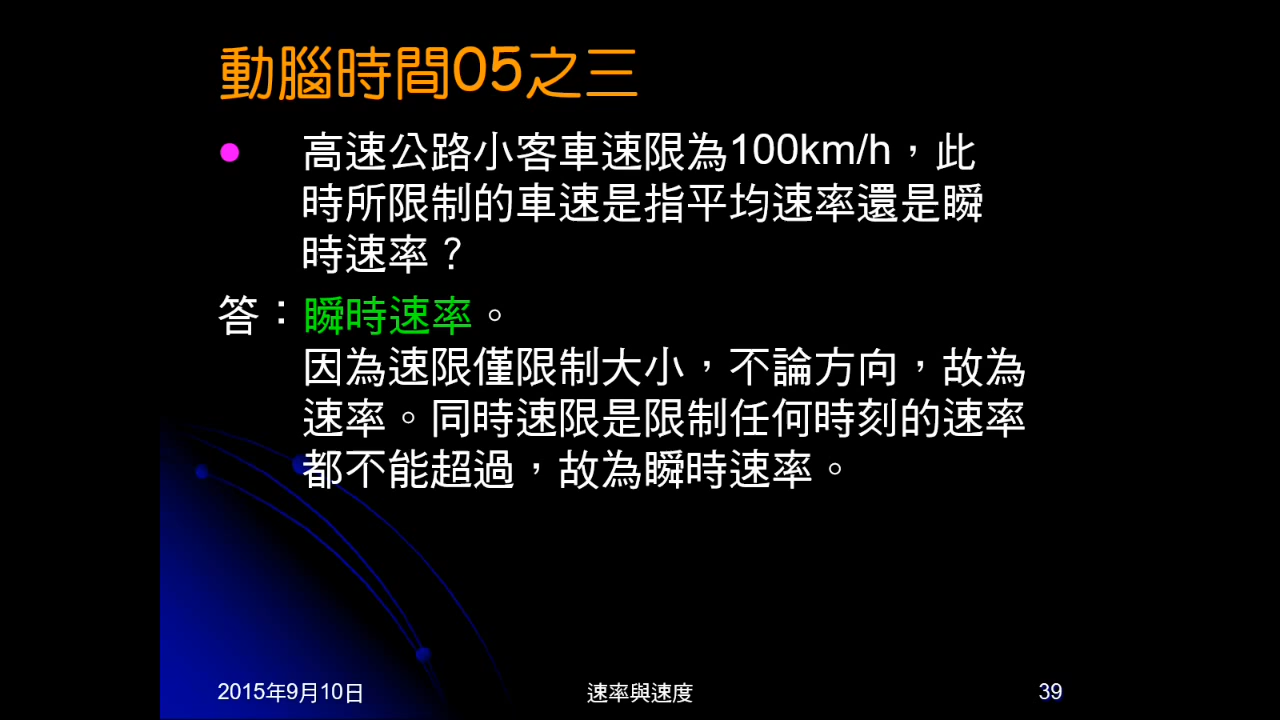 動腦時間05之三
高速公路小客車速限為100km/h，此
時所限制的車速是指平均速率還是瞬
時速率？
答：瞬時速率。
因為速限僅限制大小，不論方向，故為
速率。同時速限是限制任何時刻的速率
都不能超過，故為瞬時速率。
2015年9月10日
速率與速度
39